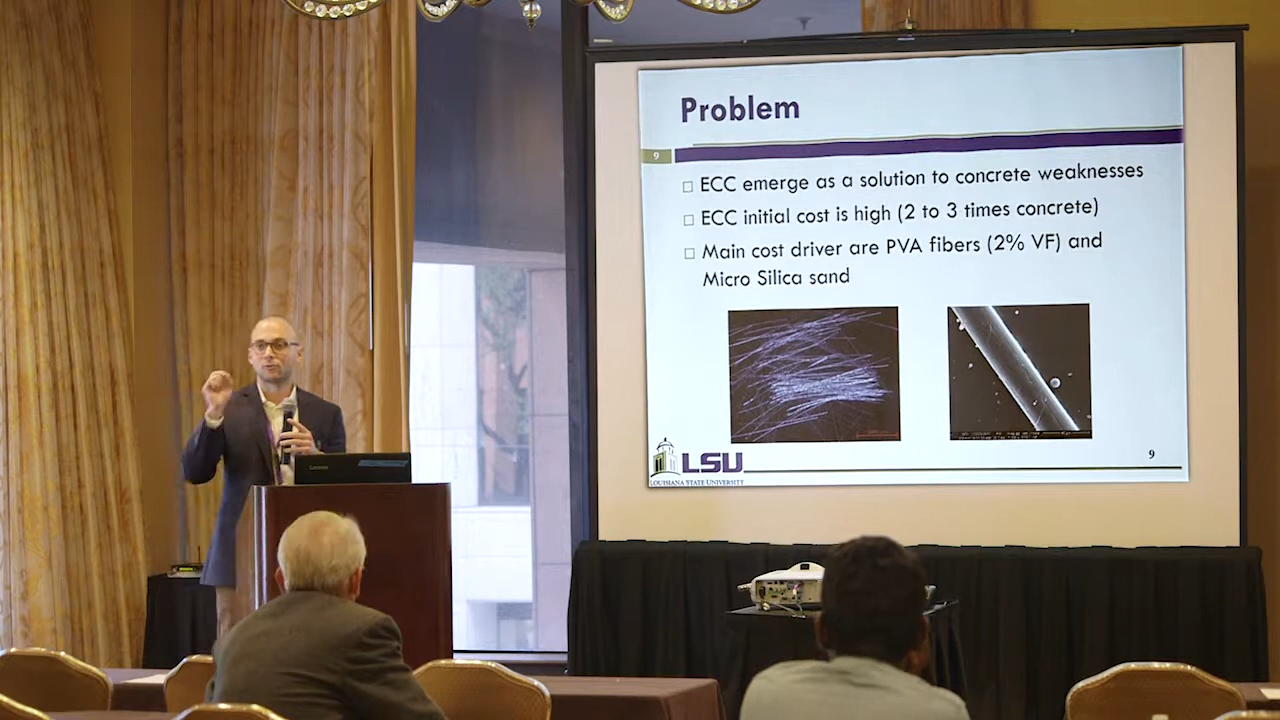 Problem
9
□ ECC emerge as a solution to concrete weaknesses
□ ECC initial cost is high (2 to 3 times concrete)
□ Main cost driver are PVA fibers (2% VF) and
Micro Silica sand
LSU
LOUISIANA STATE UNIVERSITY
9
Lenovo